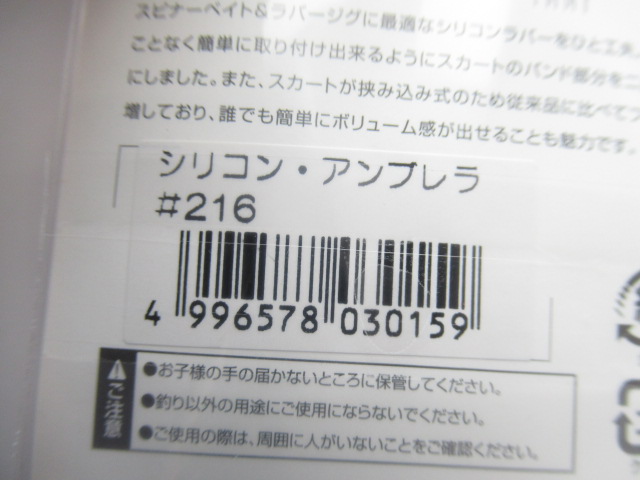 スピナーベイト&ラバージグに最適なシリコンラバーをひと工夫
ことなく簡単に取り付け出来るようにスカートのバンド部分を二
にしました。また、スカートが挟み込み式のため従来品に比べて
増しており、誰でも簡単にボリューム感が出せることも魅力です。
シリコン・アンブレラ
#216
4 996578 030159
ご注意
●お子様の手の届かないところに保管してください。
●釣り以外の用途にご使用にならないでください。
●ご使用の際は、周囲に人がいないことをご確認ください。